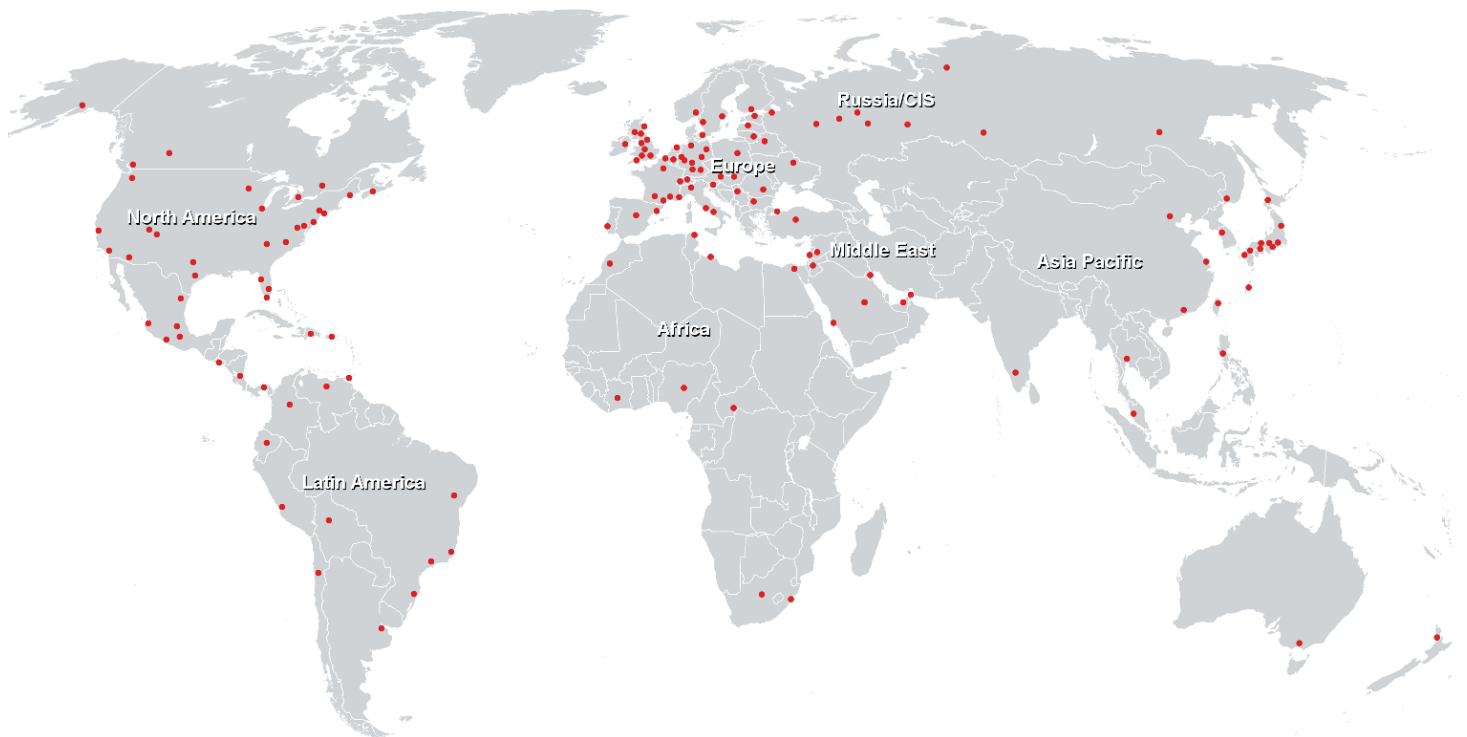 Russia/CIS
Europe
North America
Middle East
Asia Pacific
Africa
Latin America